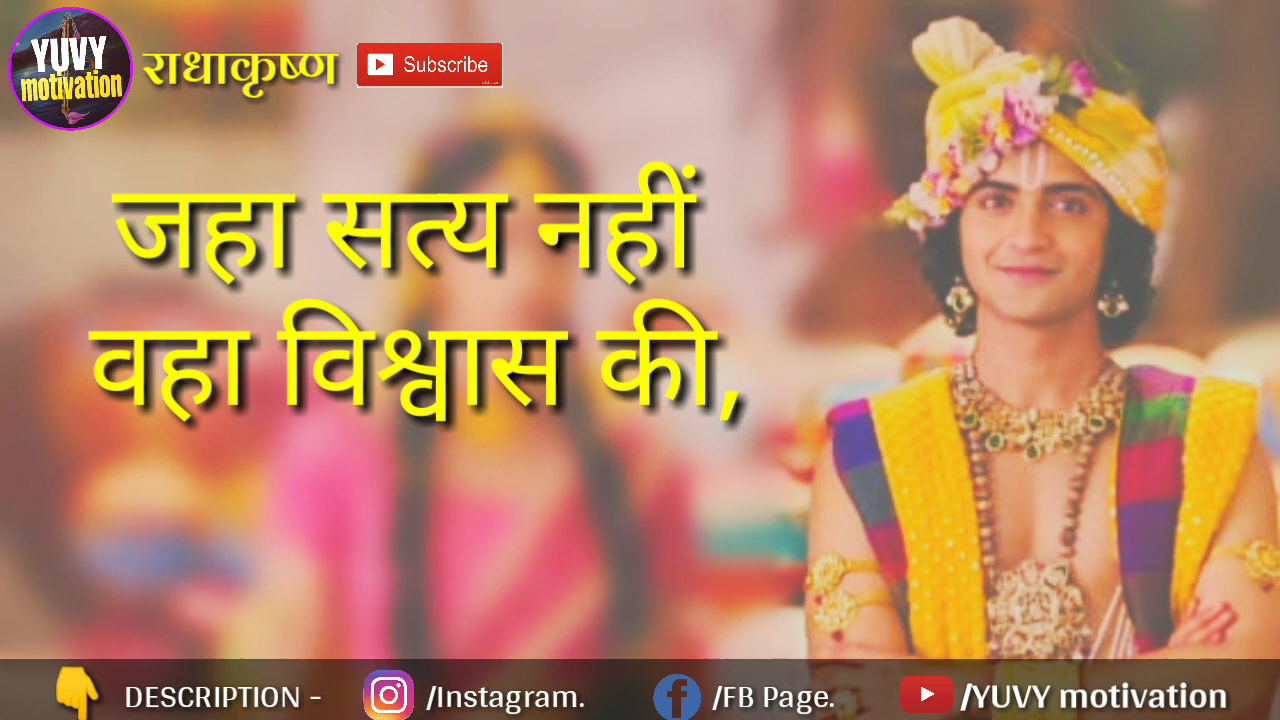 YUVY
motivation
राधाकृष्ण
Subscribe
जहा सत्य नहीं
वहा विश्वास की,
DESCRIPTION - /Instagram. /FB Page. /YUVY motivation